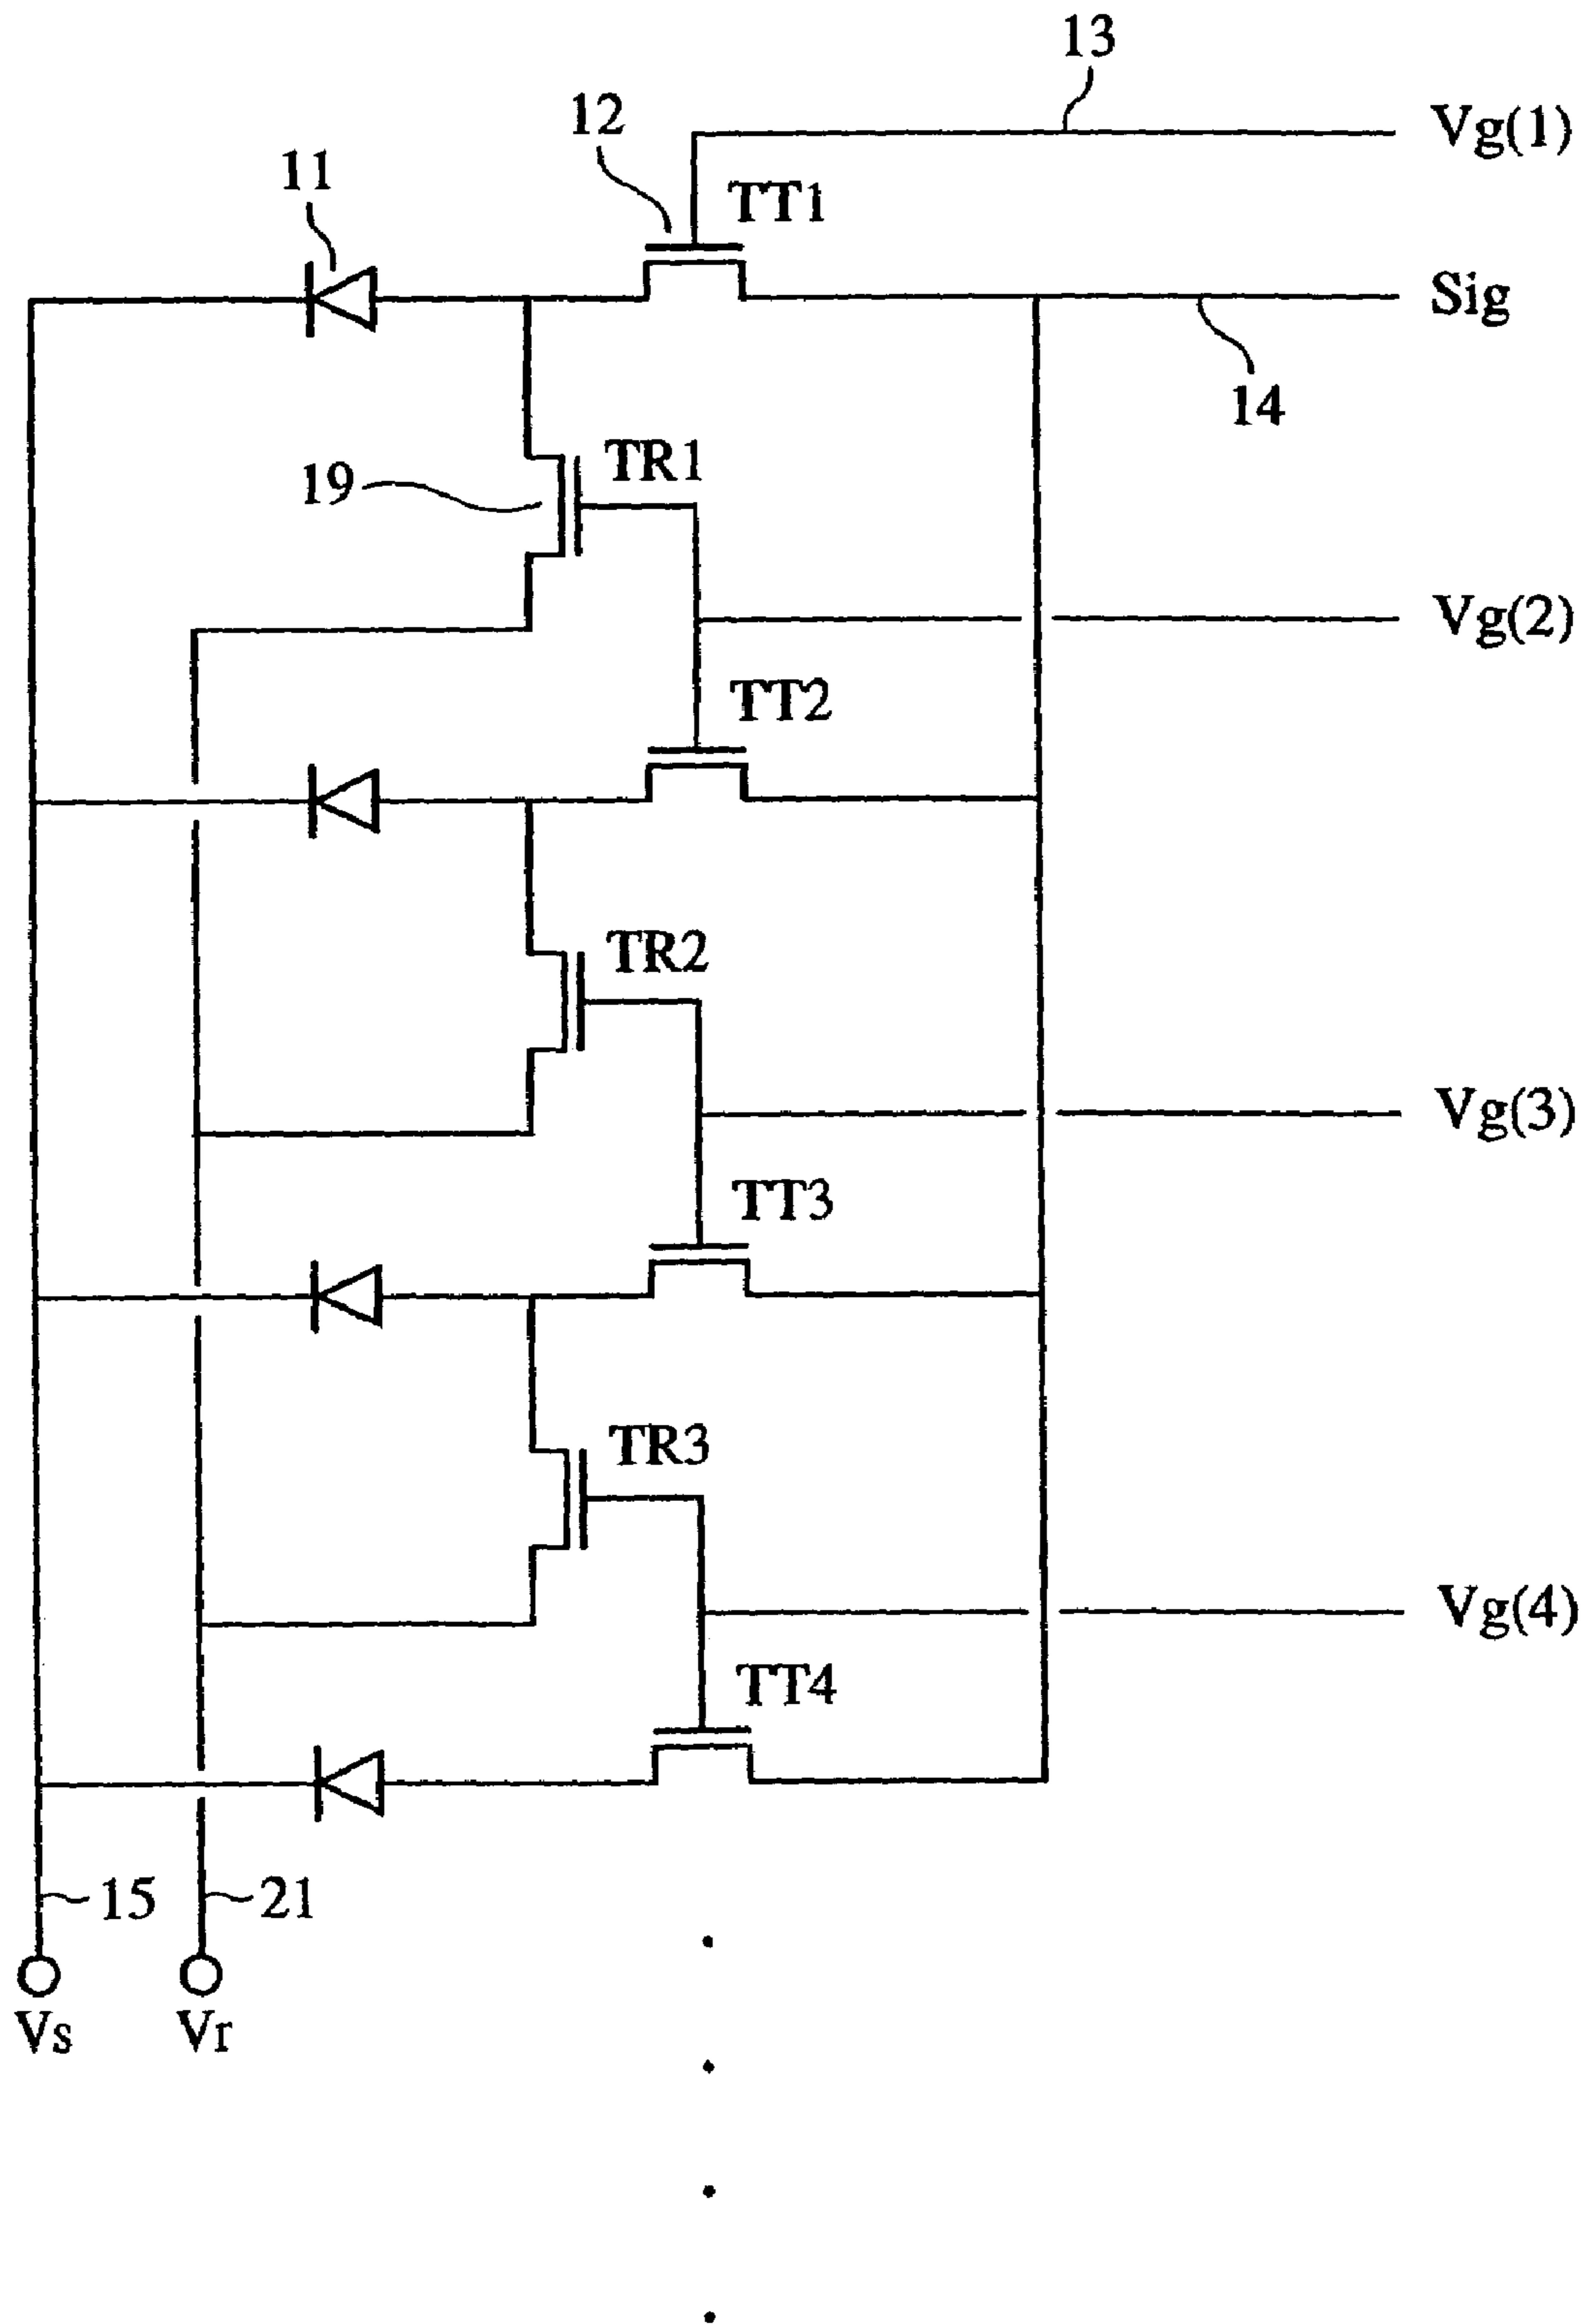 13
12
Vg(1)
11
TT1
Sig
14
TR1
19
Vg(2)
TT2
TR2
Vg(3)
TT3
TR3
Vg(4)
TT4
15
21
Vs
Vr